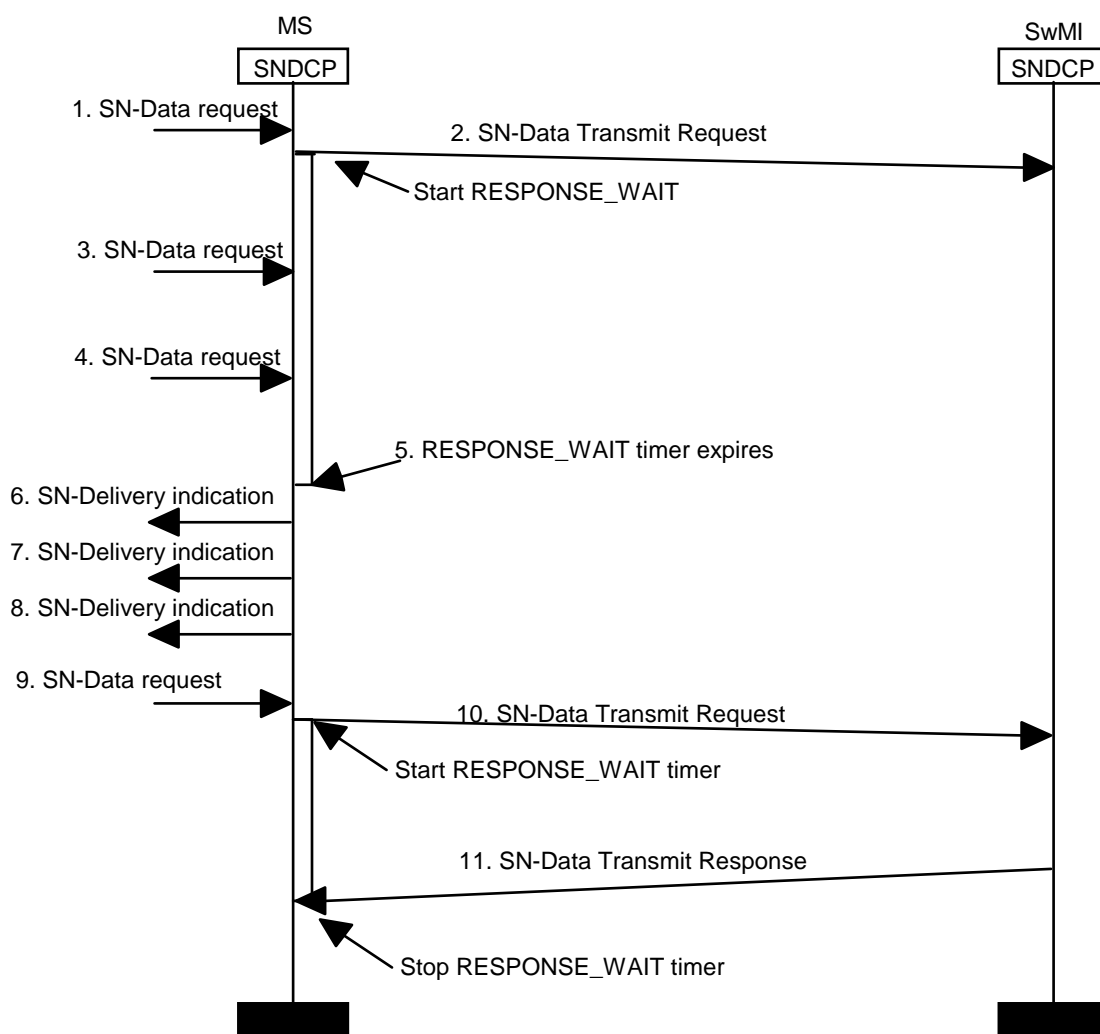 MS
SwMI
SNDCP
SNDCP
1. SN-Data request
2. SN-Data Transmit Request
Start RESPONSE_WAIT
3. SN-Data request
4. SN-Data request
5. RESPONSE_WAIT timer expires
6. SN-Delivery indication
7. SN-Delivery indication
8. SN-Delivery indication
9. SN-Data request
10. SN-Data Transmit Request
Start RESPONSE_WAIT timer
11. SN-Data Transmit Response
Stop RESPONSE_WAIT timer